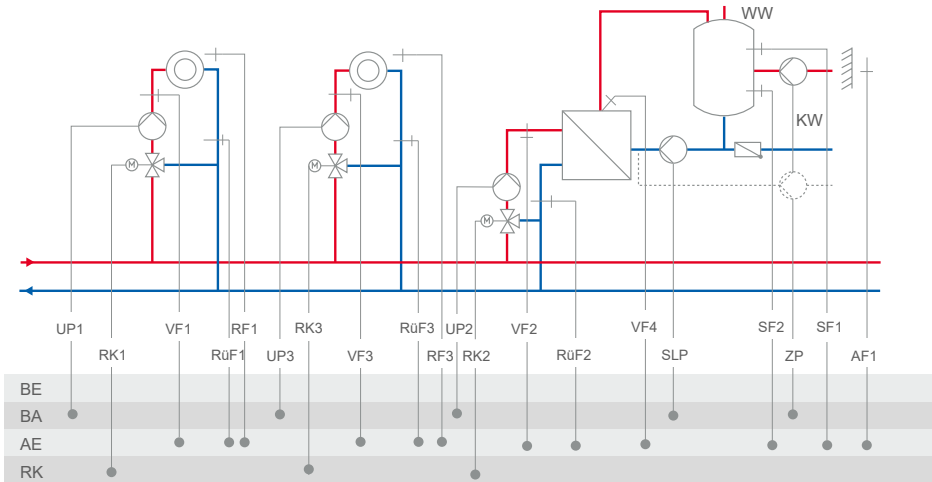 WW
KW
M
M
M
UP1 VF1 RF1 RK3 RüF3 UP2 VF2 VF4 SF2 SF1
RK1 RüF1 UP3 VF3 RF3 RK2 RüF2 SLP ZP AF1
BE
BA
AE
RK